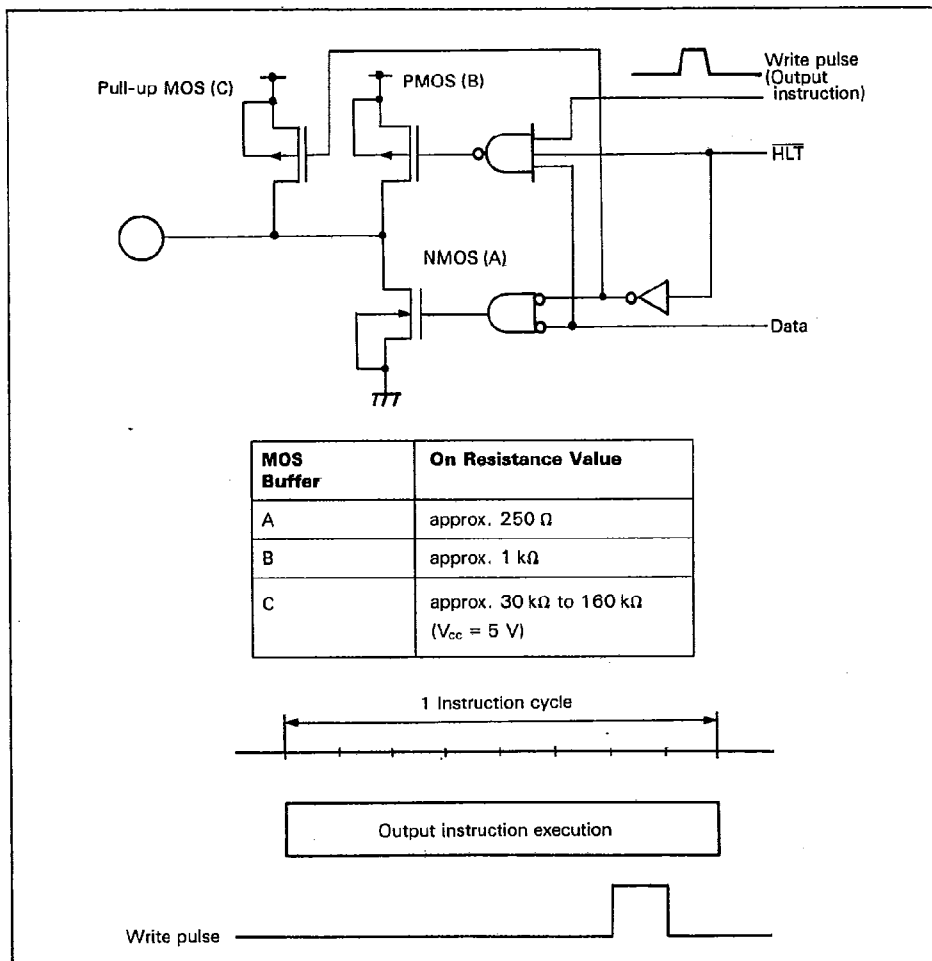 Write pulse
(Output
instruction)
Pull-up MOS (C)
PMOS (B)
HLT
NMOS (A)
Data
MOS
Buffer
On Resistance Value
A
approx. 250 Ω
B
approx. 1 kΩ
C
approx. 30 kΩ to 160 kΩ
(Vcc = 5 V)
1 Instruction cycle
Output instruction execution
Write pulse